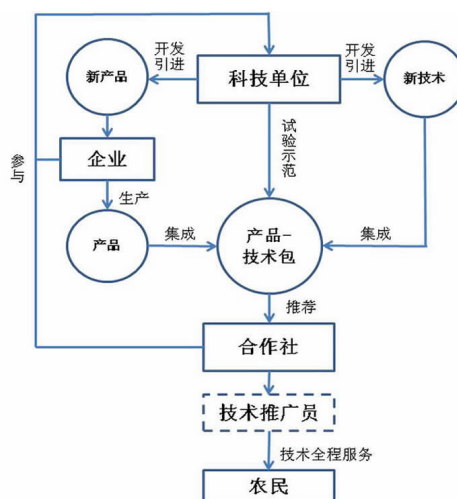 开发
引进
开发
引进
新产品
科技单位
新技术
试验示范
参与
企业
生产
产品
集成
产品-
技术包
集成
推荐
合作社
技术推广员
技术全程服务
农民